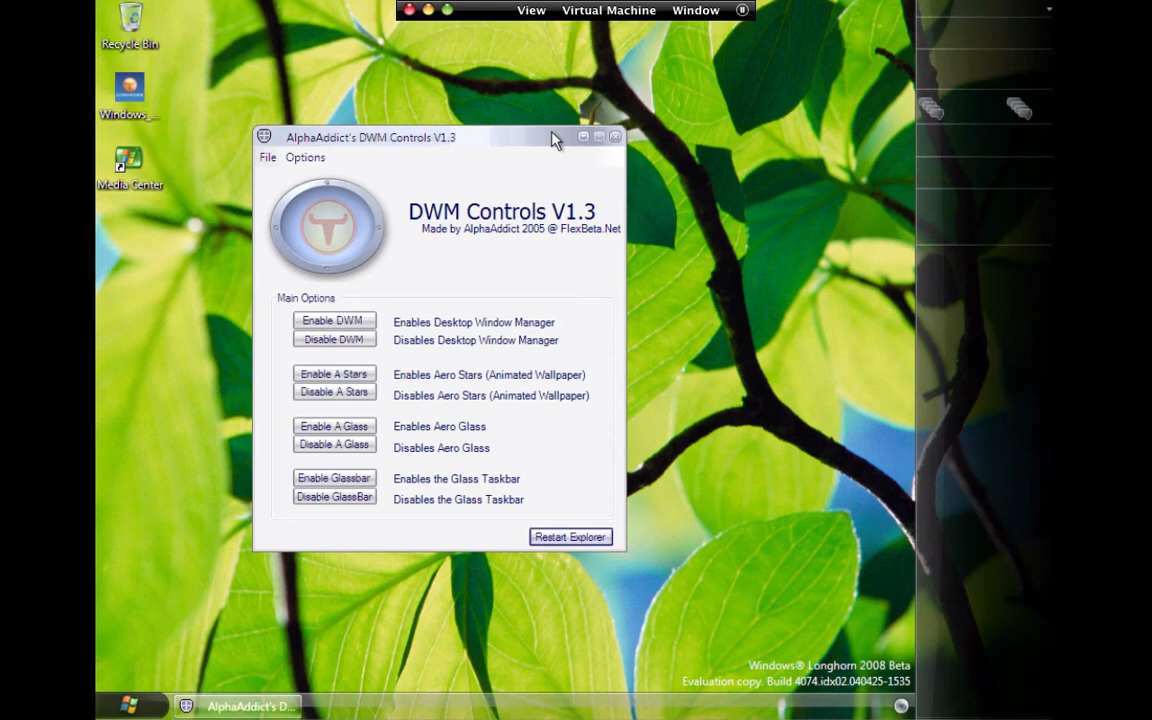 View Virtual Machine Window
Recycle Bin
LONGHORN
Windows_...
Media Center
AlphaAddict's DWM Controls V1.3
File Options
DWM Controls V1.3
Made by AlphaAddict 2005 @ FlexBeta.Net
Main Options
Enable DWM Enables Desktop Window Manager
Disable DWM Disables Desktop Window Manager
Enable A Stars Enables Aero Stars (Animated Wallpaper)
Disable A Stars Disables Aero Stars (Animated Wallpaper)
Enable A Glass Enables Aero Glass
Disable A Glass Disables Aero Glass
Enable Glassbar Enables the Glass Taskbar
Disable GlassBar Disables the Glass Taskbar
Restart Explorer
Windows® Longhorn 2008 Beta
Evaluation copy. Build 4074.idx02.040425-1535
AlphaAddict's D...